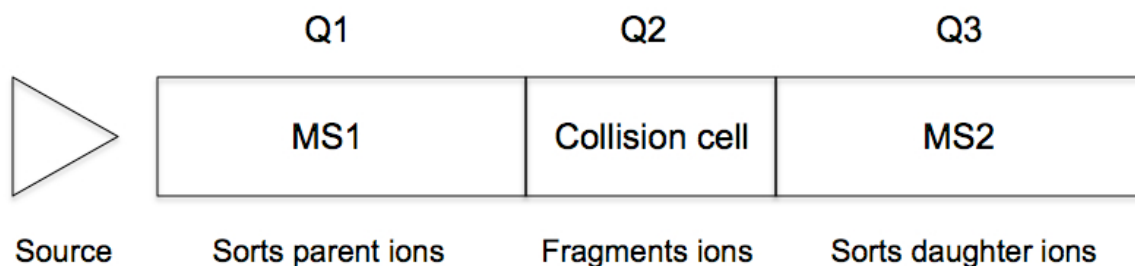 Q1 Q2 Q3
MS1 Collision cell MS2
Source Sorts parent ions Fragments ions Sorts daughter ions